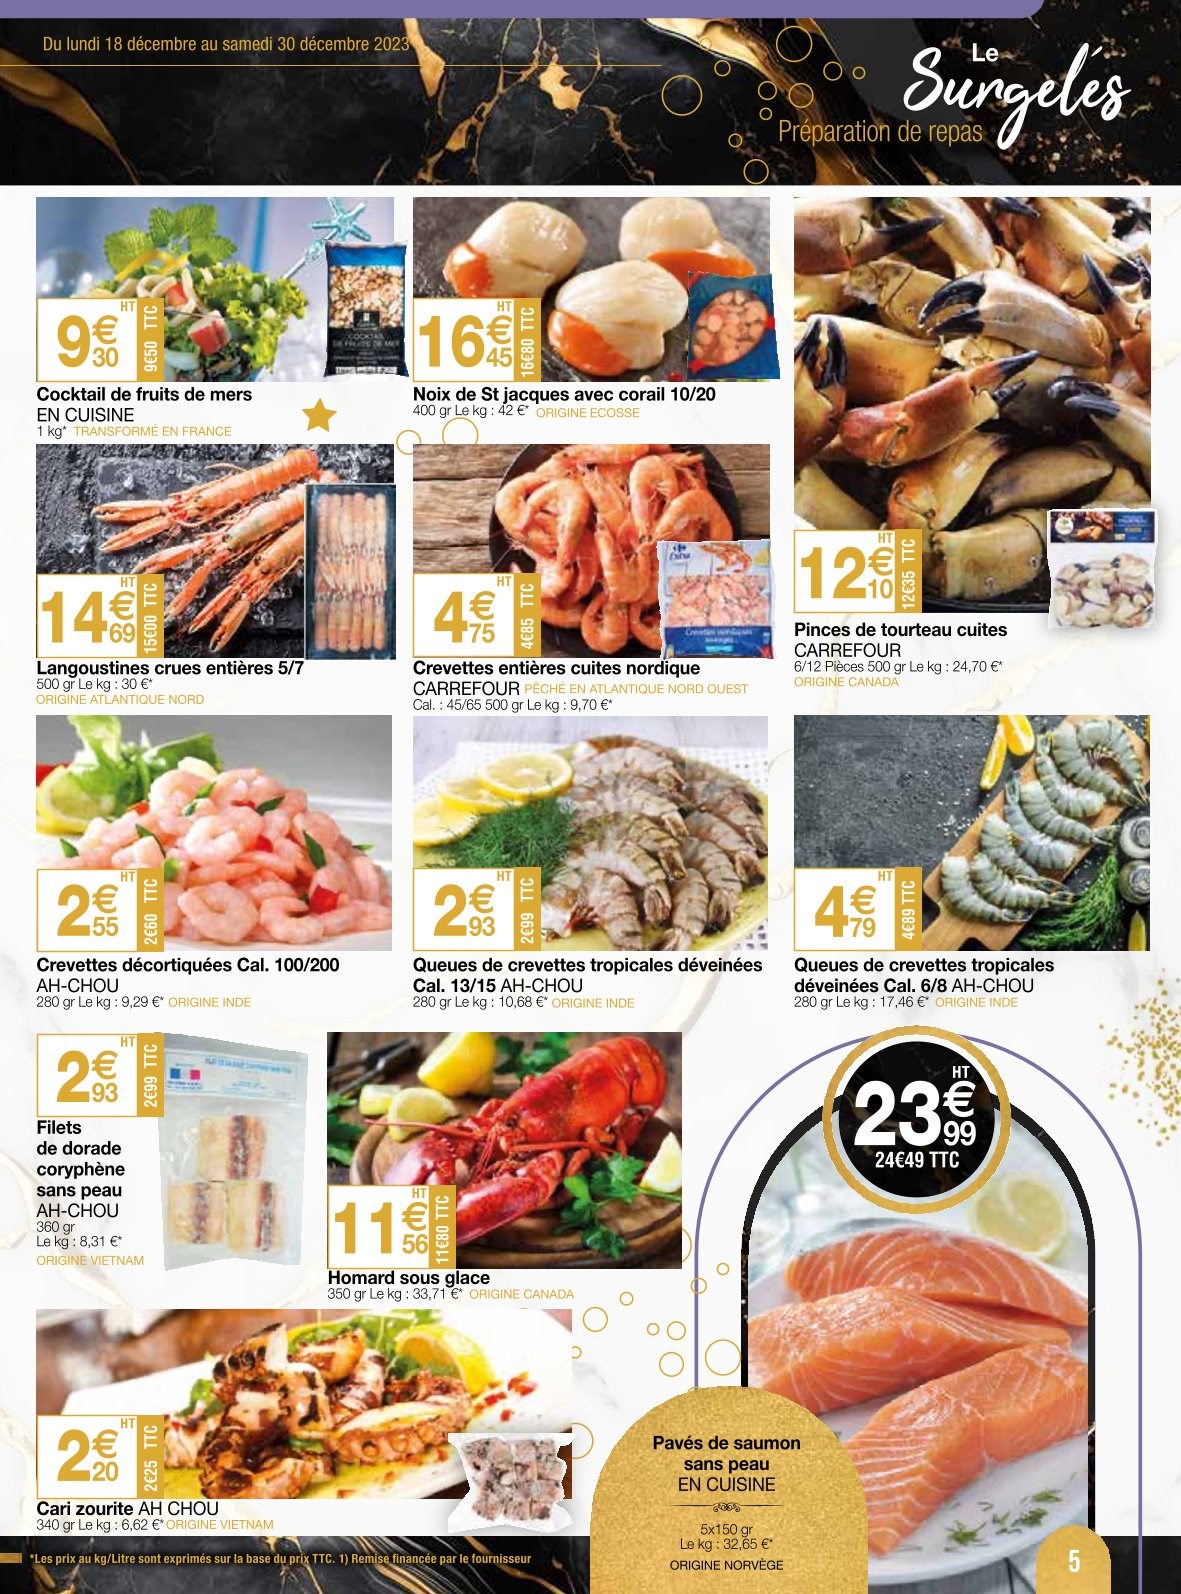 Du lundi 18 décembre au samedi 30 décembre 2023
Le
Surgelés
Préparation de repas
9€30 HT
9€50 TTC
COCKTAIL
DE FRUITS DE MER
Cocktail de fruits de mers
EN CUISINE
1 kg* TRANSFORMÉ EN FRANCE
16€45 HT
16€80 TTC
Noix de St jacques avec corail 10/20
400 gr Le kg : 42 €* ORIGINE ECOSSE
12€10 HT
12€35 TTC
Pinces de tourteau cuites
CARREFOUR
6/12 Pièces 500 gr Le kg : 24,70 €*
ORIGINE CANADA
14€69 HT
15€00 TTC
Langoustines crues entières 5/7
500 gr Le kg : 30 €*
ORIGINE ATLANTIQUE NORD
4€75 HT
4€85 TTC
Extra
Crevettes nordiques
sauvages
Crevettes entières cuites nordique
CARREFOUR PÊCHÉ EN ATLANTIQUE NORD OUEST
Cal. : 45/65 500 gr Le kg : 9,70 €*
2€55 HT
2€60 TTC
Crevettes décortiquées Cal. 100/200
AH-CHOU
280 gr Le kg : 9,29 €* ORIGINE INDE
2€93 HT
2€99 TTC
Queues de crevettes tropicales déveinées
Cal. 13/15 AH-CHOU
280 gr Le kg : 10,68 €* ORIGINE INDE
4€79 HT
4€89 TTC
Queues de crevettes tropicales
déveinées Cal. 6/8 AH-CHOU
280 gr Le kg : 17,46 €* ORIGINE INDE
2€93 HT
2€99 TTC
Filets
de dorade
coryphène
sans peau
AH-CHOU
360 gr
Le kg : 8,31 €*
ORIGINE VIETNAM
11€56 HT
11€80 TTC
Homard sous glace
350 gr Le kg : 33,71 €* ORIGINE CANADA
23€99 HT
24€49 TTC
Pavés de saumon
sans peau
EN CUISINE
5x150 gr
Le kg : 32,65 €*
ORIGINE NORVÈGE
2€20 HT
2€25 TTC
Cari zourite AH CHOU
340 gr Le kg : 6,62 €* ORIGINE VIETNAM
*Les prix au kg/Litre sont exprimés sur la base du prix TTC. 1) Remise financée par le fournisseur
5